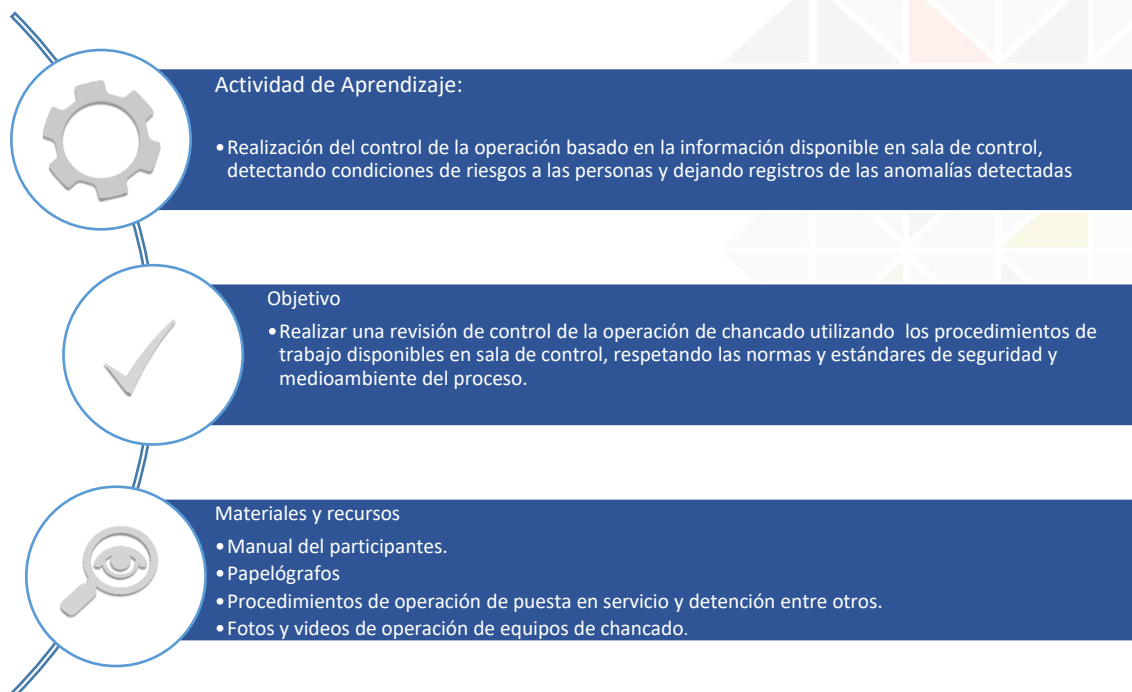 Actividad de Aprendizaje:
•Realización del control de la operación basado en la información disponible en sala de control,
detectando condiciones de riesgos a las personas y dejando registros de las anomalías detectadas
Objetivo
•Realizar una revisión de control de la operación de chancado utilizando los procedimientos de
trabajo disponibles en sala de control, respetando las normas y estándares de seguridad y
medioambiente del proceso.
Materiales y recursos
•Manual del participantes.
•Papelógrafos
•Procedimientos de operación de puesta en servicio y detención entre otros.
•Fotos y videos de operación de equipos de chancado.